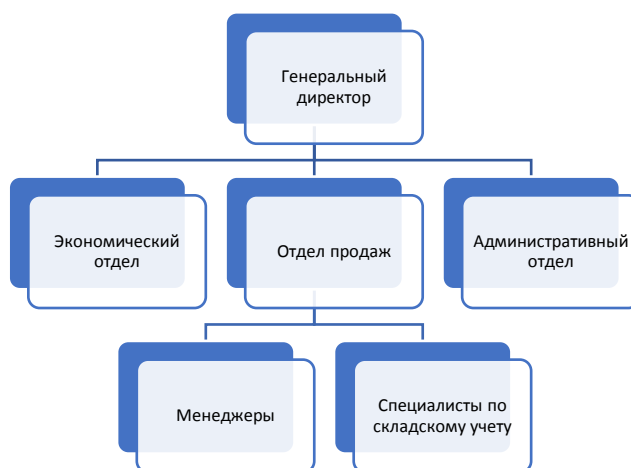 Генеральный
директор
Экономический
отдел
Отдел продаж
Административный
отдел
Менеджеры
Специалисты по
складскому учету